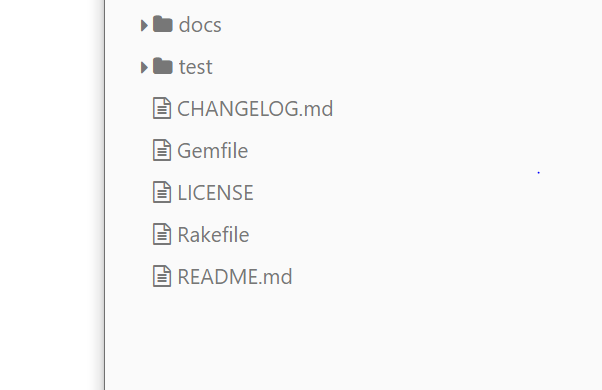 docs
test
CHANGELOG.md
Gemfile
LICENSE
Rakefile
README.md